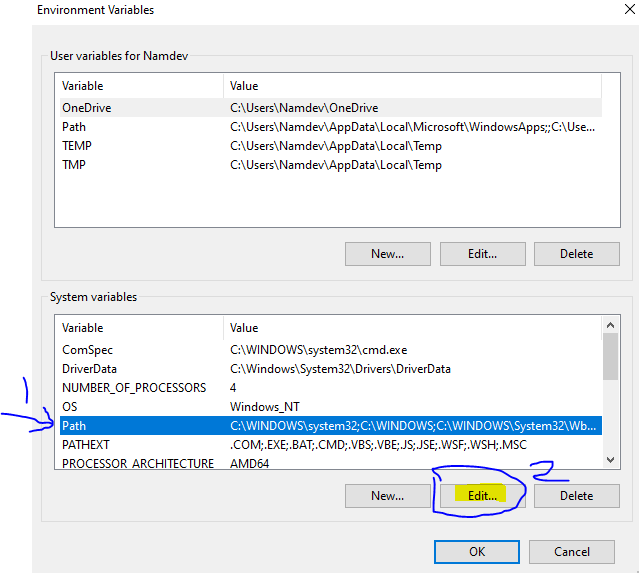 Environment Variables
User variables for Namdev
Variable Value
OneDrive C:\Users\Namdev\OneDrive
Path C:\Users\Namdev\AppData\Local\Microsoft\WindowsApps;;C:\Use...
TEMP C:\Users\Namdev\AppData\Local\Temp
TMP C:\Users\Namdev\AppData\Local\Temp
New... Edit... Delete
System variables
Variable Value
ComSpec C:\WINDOWS\system32\cmd.exe
DriverData C:\Windows\System32\Drivers\DriverData
NUMBER_OF_PROCESSORS 4
OS Windows_NT
1
Path C:\WINDOWS\system32;C:\WINDOWS;C:\WINDOWS\System32\Wb...
PATHEXT .COM;.EXE;.BAT;.CMD;.VBS;.VBE;.JS;.JSE;.WSF;.WSH;.MSC
PROCESSOR_ARCHITECTURE AMD64
2
New... Edit... Delete
OK Cancel